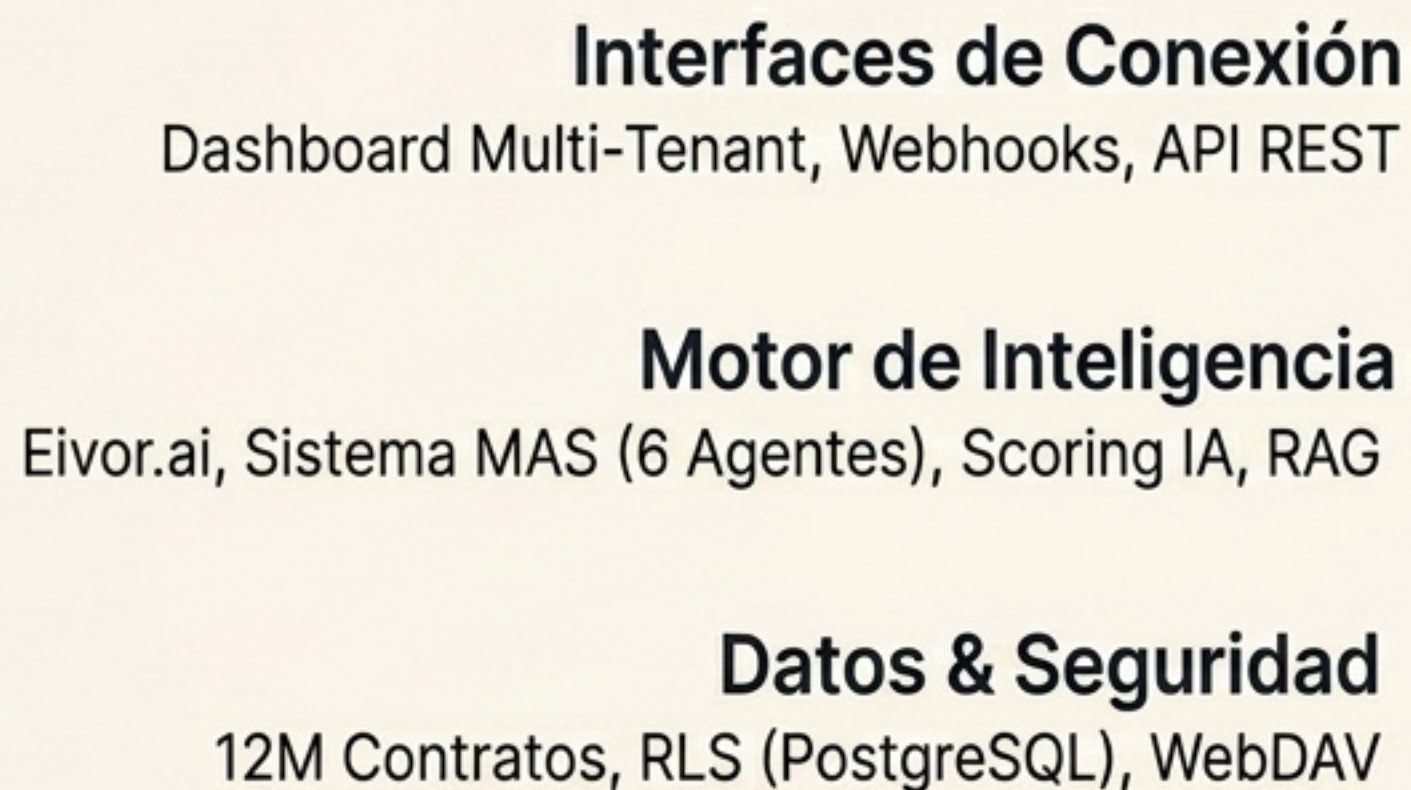 Interfaces de Conexión
Dashboard Multi-Tenant, Webhooks, API REST
Motor de Inteligencia
Eivor.ai, Sistema MAS (6 Agentes), Scoring IA, RAG
Datos & Seguridad
12M Contratos, RLS (PostgreSQL), WebDAV